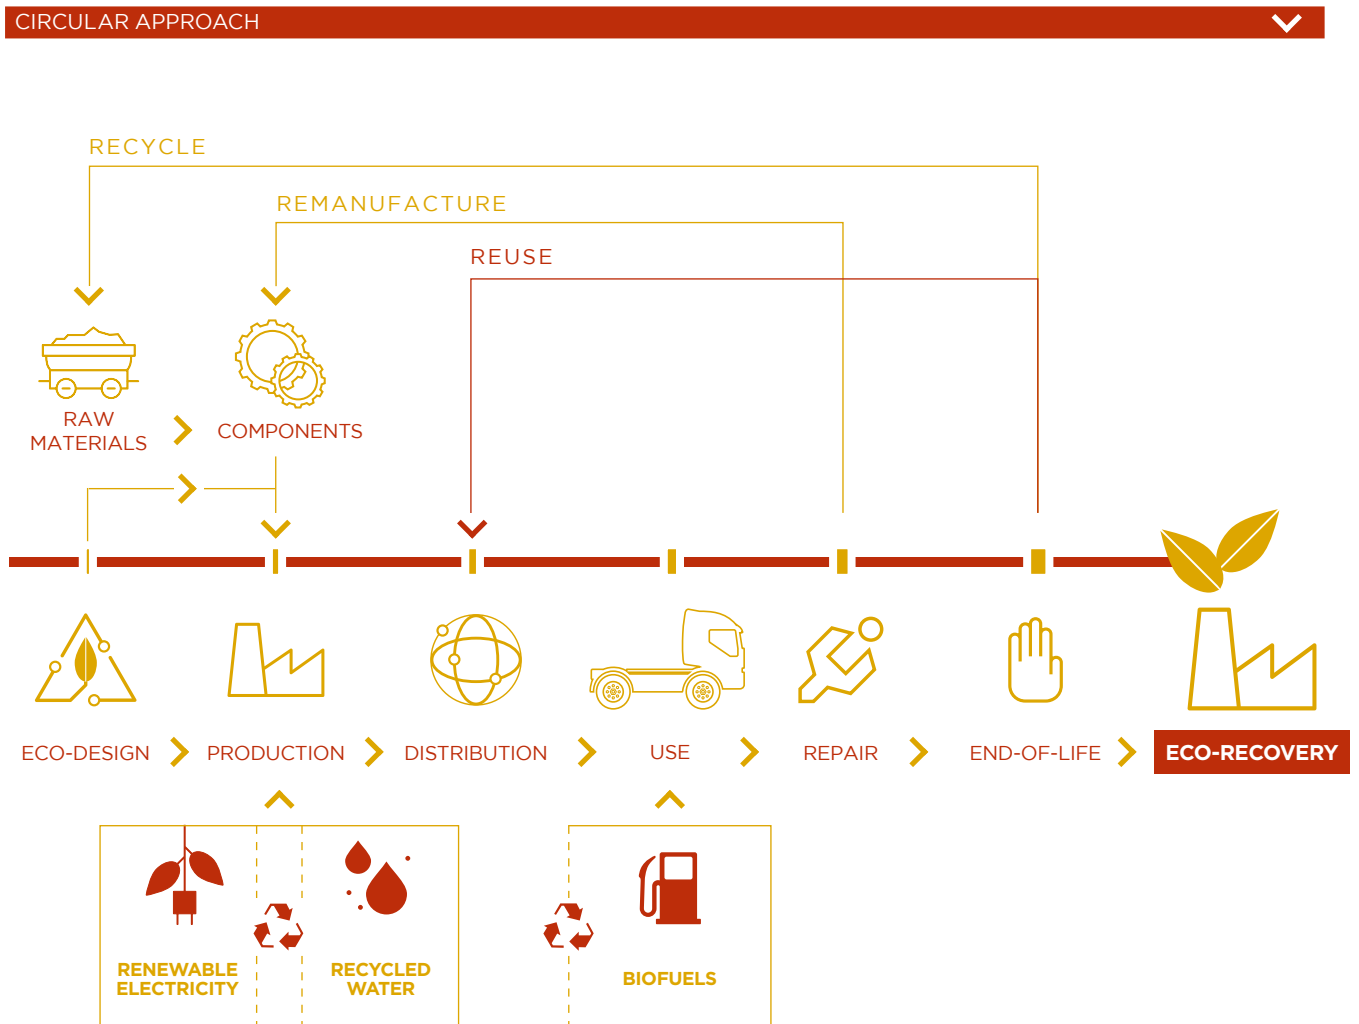 CIRCULAR APPROACH
RECYCLE
REMANUFACTURE
REUSE
RAW
MATERIALS
COMPONENTS
ECO-DESIGN
PRODUCTION
DISTRIBUTION
USE
REPAIR
END-OF-LIFE
ECO-RECOVERY
RENEWABLE
ELECTRICITY
RECYCLED
WATER
BIOFUELS